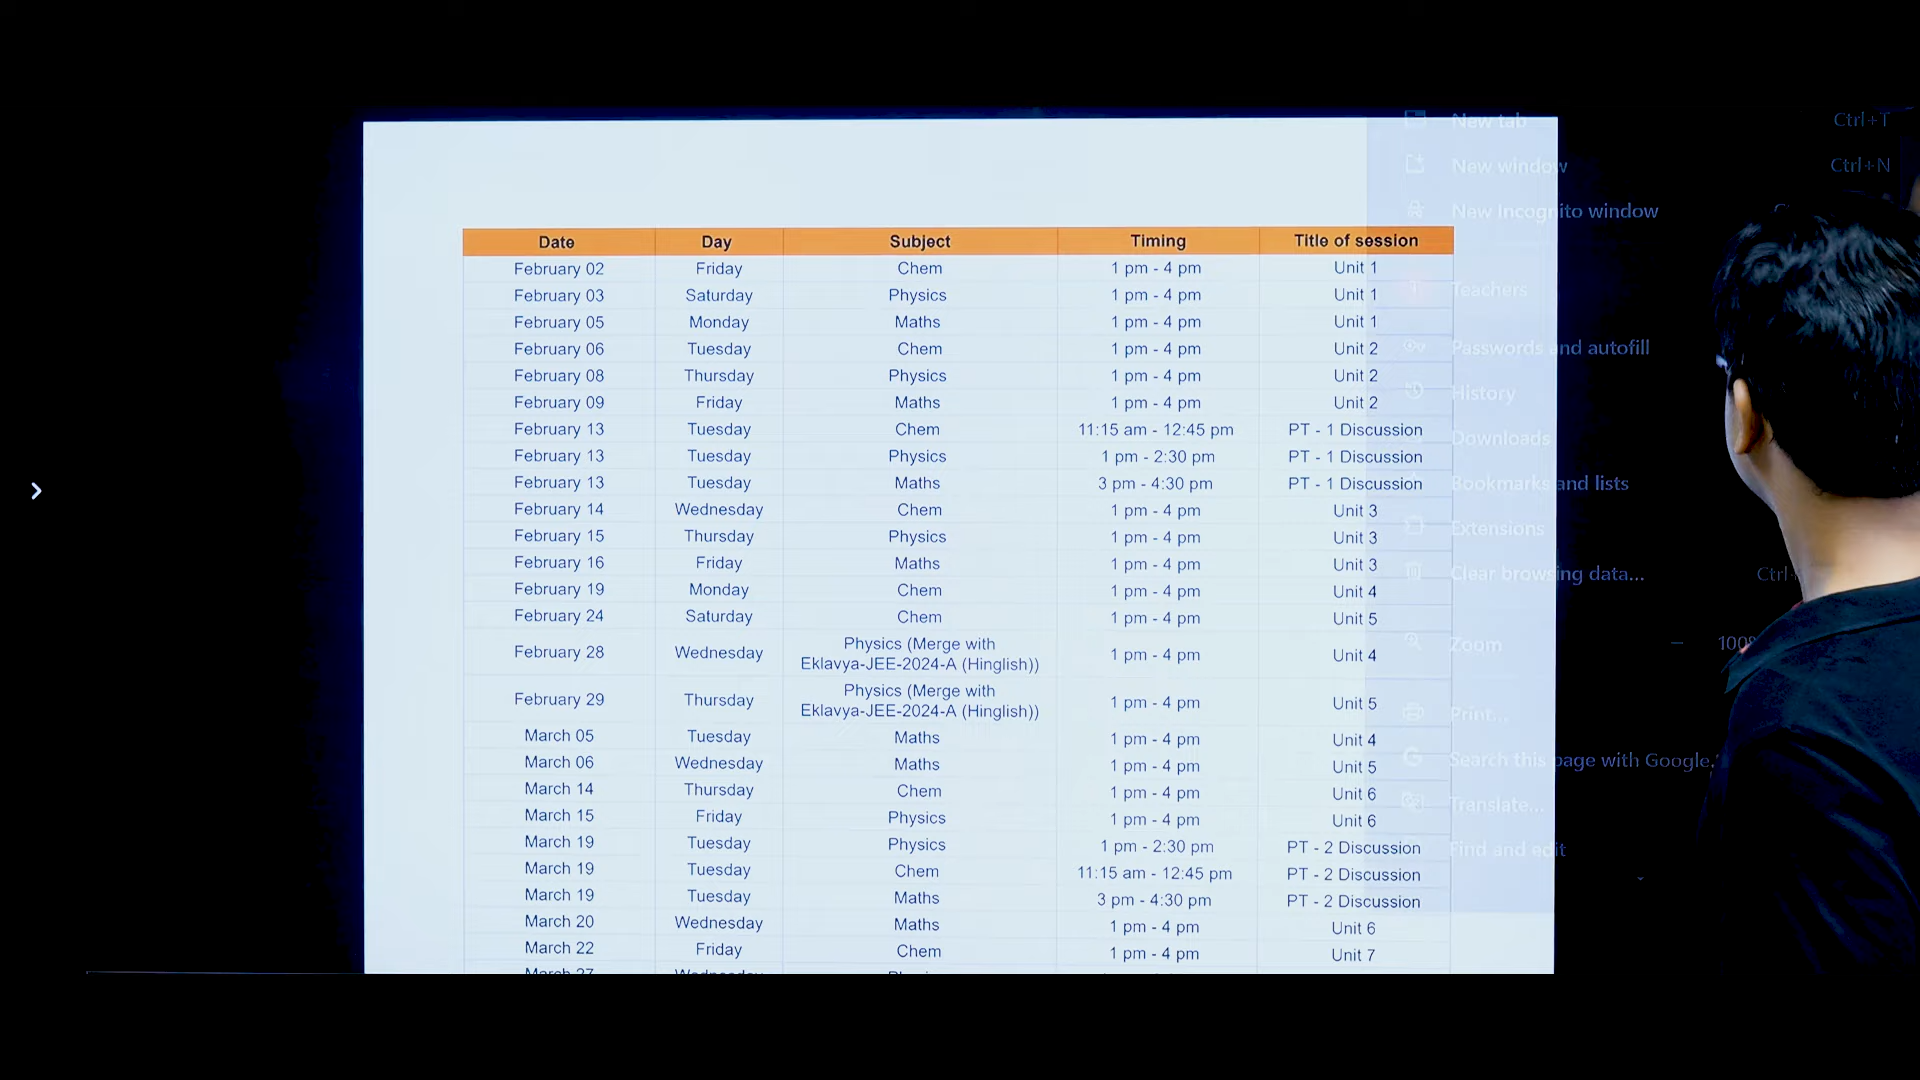 Date Day Subject Timing Title of session
February 02 Friday Chem 1 pm - 4 pm Unit 1
February 03 Saturday Physics 1 pm - 4 pm Unit 1
February 05 Monday Maths 1 pm - 4 pm Unit 1
February 06 Tuesday Chem 1 pm - 4 pm Unit 2
February 08 Thursday Physics 1 pm - 4 pm Unit 2
February 09 Friday Maths 1 pm - 4 pm Unit 2
February 13 Tuesday Chem 11:15 am - 12:45 pm PT - 1 Discussion
February 13 Tuesday Physics 1 pm - 2:30 pm PT - 1 Discussion
February 13 Tuesday Maths 3 pm - 4:30 pm PT - 1 Discussion
February 14 Wednesday Chem 1 pm - 4 pm Unit 3
February 15 Thursday Physics 1 pm - 4 pm Unit 3
February 16 Friday Maths 1 pm - 4 pm Unit 3
February 19 Monday Chem 1 pm - 4 pm Unit 4
February 24 Saturday Chem 1 pm - 4 pm Unit 5
February 28 Wednesday Physics (Merge with
Eklavya-JEE-2024-A (Hinglish)) 1 pm - 4 pm Unit 4
February 29 Thursday Physics (Merge with
Eklavya-JEE-2024-A (Hinglish)) 1 pm - 4 pm Unit 5
March 05 Tuesday Maths 1 pm - 4 pm Unit 4
March 06 Wednesday Maths 1 pm - 4 pm Unit 5
March 14 Thursday Chem 1 pm - 4 pm Unit 6
March 15 Friday Physics 1 pm - 4 pm Unit 6
March 19 Tuesday Physics 1 pm - 2:30 pm PT - 2 Discussion
March 19 Tuesday Chem 11:15 am - 12:45 pm PT - 2 Discussion
March 19 Tuesday Maths 3 pm - 4:30 pm PT - 2 Discussion
March 20 Wednesday Maths 1 pm - 4 pm Unit 6
March 22 Friday Chem 1 pm - 4 pm Unit 7
March 27 Wednesday
New tab Ctrl+T
New window Ctrl+N
New Incognito window
Teachers
Passwords and autofill
History
Downloads
Bookmarks and lists
Extensions
Clear browsing data...
Zoom
Print...
Search this page with Google
Translate...
Find and edit